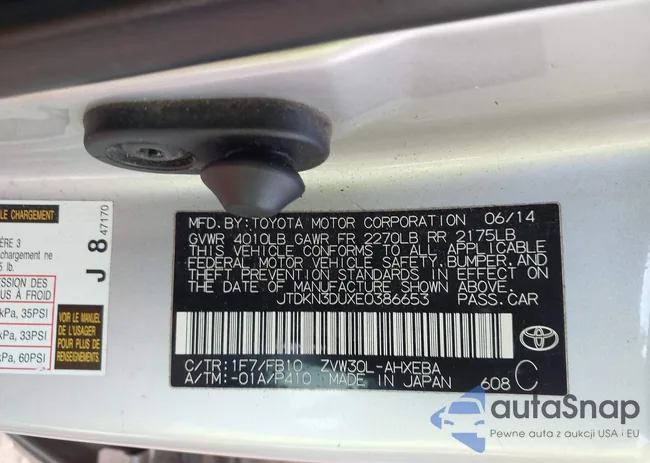 LE CHARGEMENT
47170
J 8
ÈRE 3
chargement ne
5 lb.
ESSION DES
US À FROID
kPa, 35PSI
kPa, 33PSI
kPa, 60PSI
VOIR LE MANUEL
DE L'USAGER
POUR PLUS DE
RENSEIGNEMENTS.
MFD. BY: TOYOTA MOTOR CORPORATION 06/14
GVWR 4010LB GAWR FR 2270LB RR 2175LB
THIS VEHICLE CONFORMS TO ALL APPLICABLE
FEDERAL MOTOR VEHICLE SAFETY, BUMPER, AND
THEFT PREVENTION STANDARDS IN EFFECT ON
THE DATE OF MANUFACTURE SHOWN ABOVE.
JTDKN3DUXE0386653 PASS. CAR
C/TR: 1F7/FB10 ZVW30L-AHXEBA
A/TM: -01A/P410 MADE IN JAPAN 608 C
autaSnap
Pewne auta z aukcji USA i EU